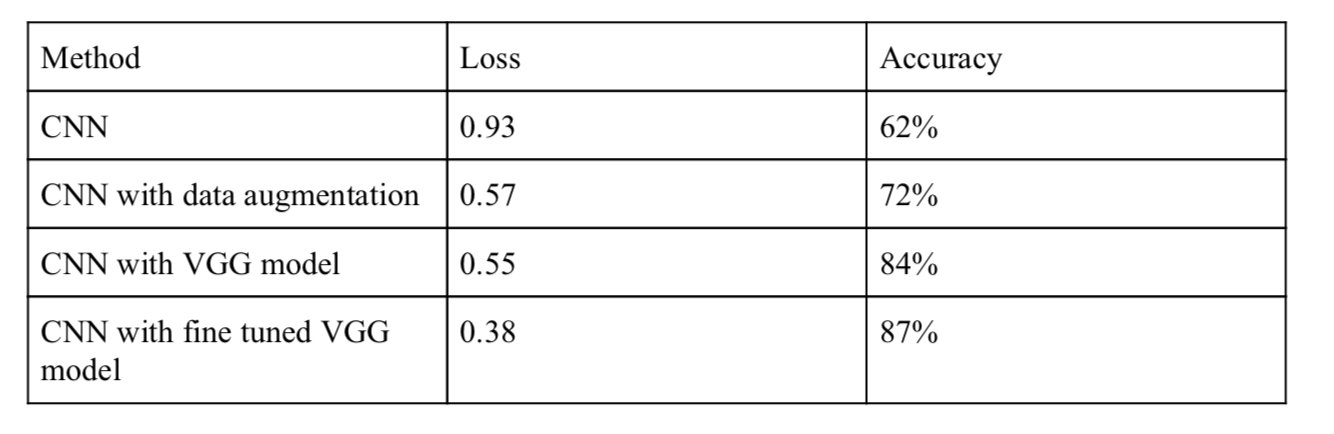 Method Loss Accuracy
CNN 0.93 62%
CNN with data augmentation 0.57 72%
CNN with VGG model 0.55 84%
CNN with fine tuned VGG 0.38 87%
model